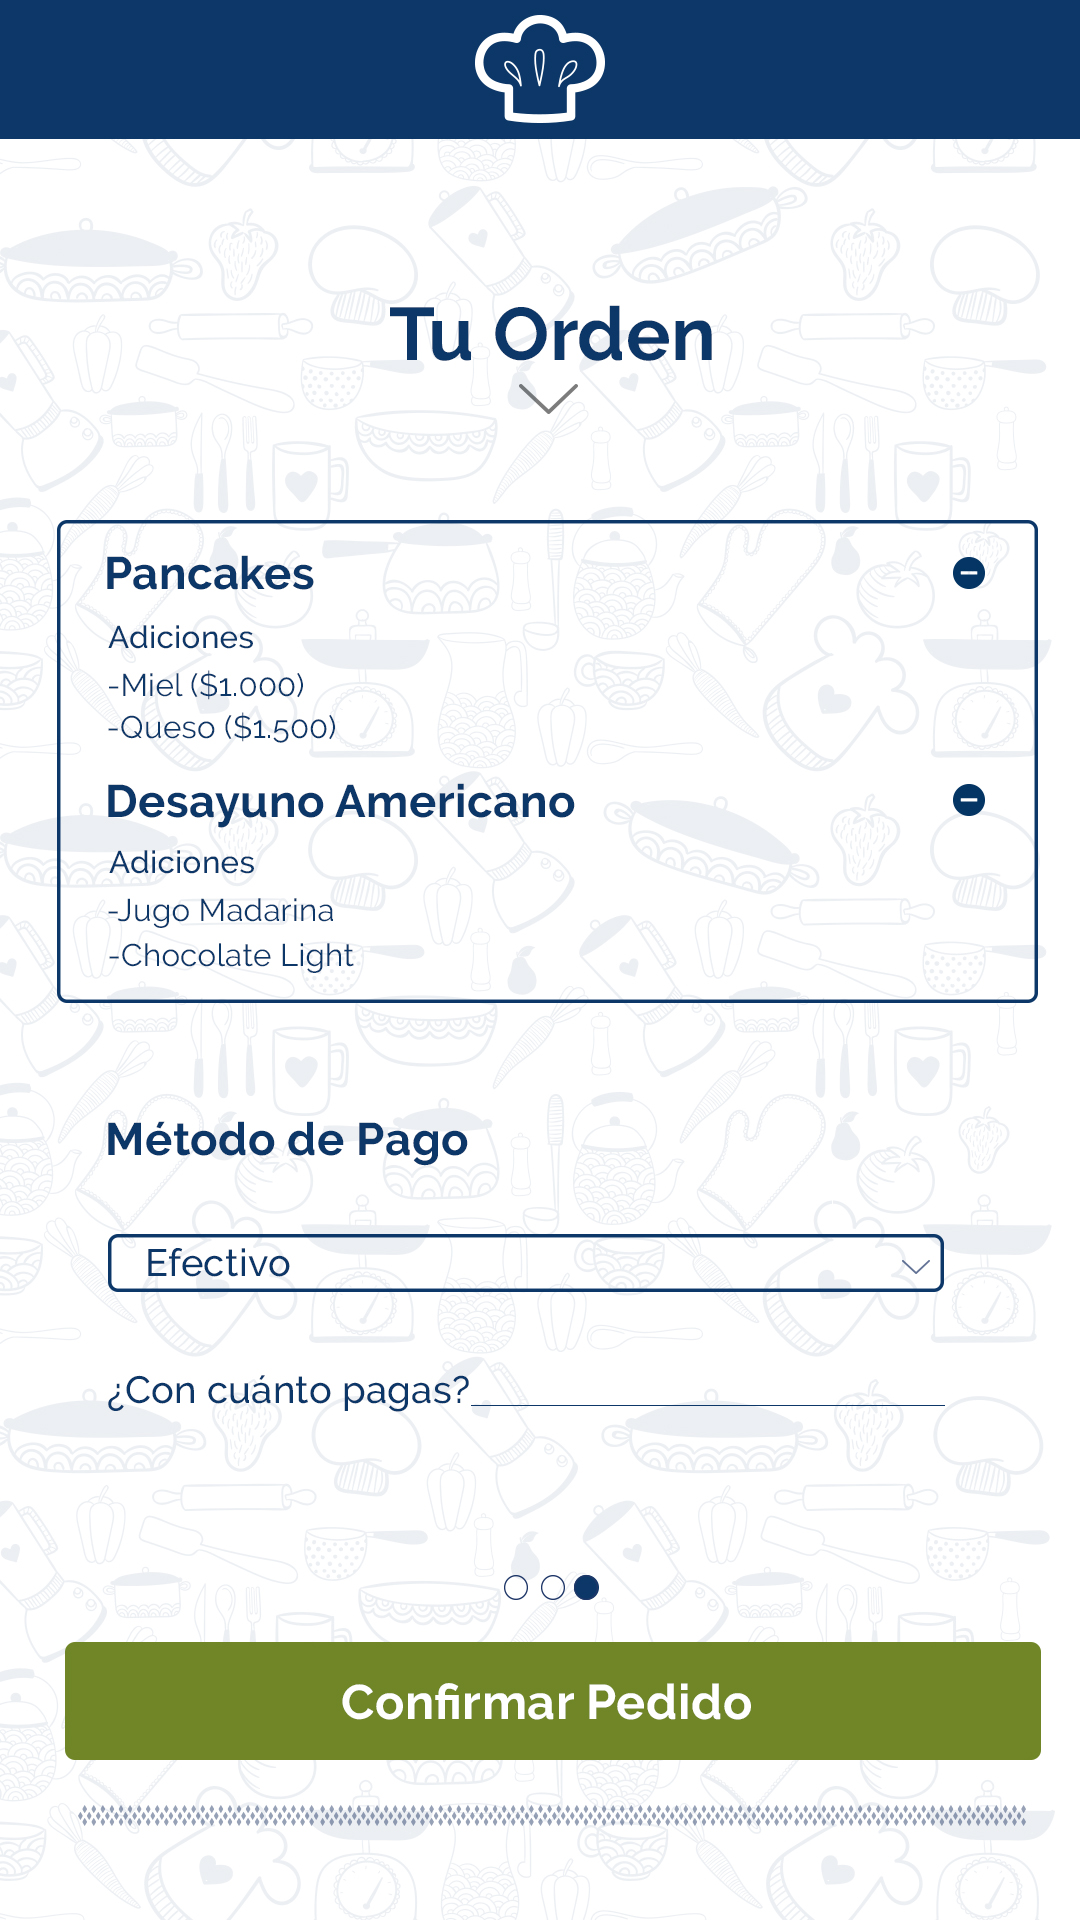 Tu Orden
Pancakes
Adiciones
-Miel ($1.000)
-Queso ($1.500)
Desayuno Americano
Adiciones
-Jugo Madarina
-Chocolate Light
Método de Pago
Efectivo
¿Con cuánto pagas?
Confirmar Pedido